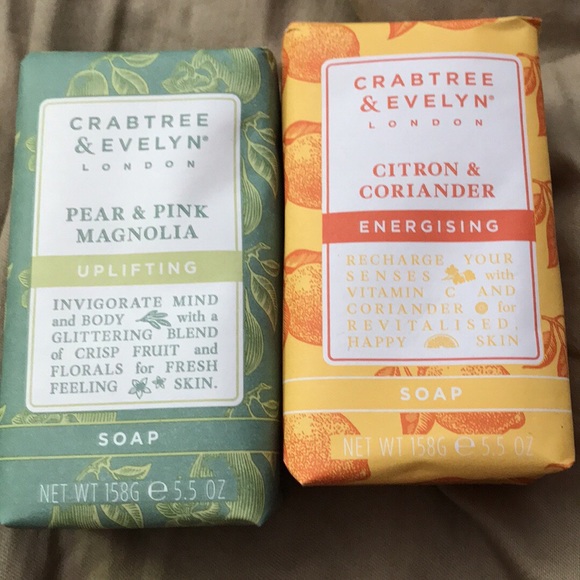 CRABTREE
& EVELYN®
LONDON
PEAR & PINK
MAGNOLIA
UPLIFTING
INVIGORATE MIND
and BODY with a
GLITTERING BLEND
of CRISP FRUIT and
FLORALS for FRESH
FEELING SKIN.
SOAP
NET WT 158G e 5.5 OZ
CRABTREE
& EVELYN®
LONDON
CITRON &
CORIANDER
ENERGISING
RECHARGE YOUR
SENSES with
VITAMIN C AND
CORIANDER for
REVITALISED,
HAPPY SKIN
SOAP
NET WT 158G e 5.5 OZ